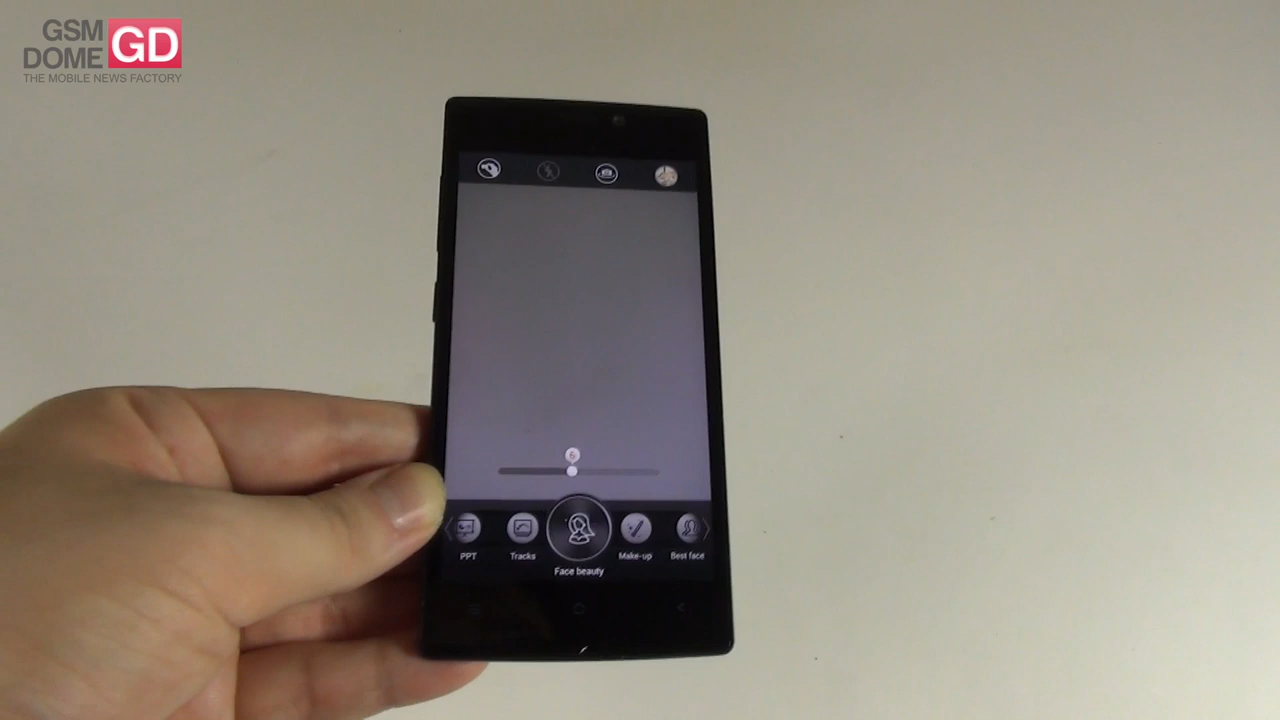 GSM
DOME
GD
THE MOBILE NEWS FACTORY
6
PPT
Tracks
Face beauty
Make-up
Best face